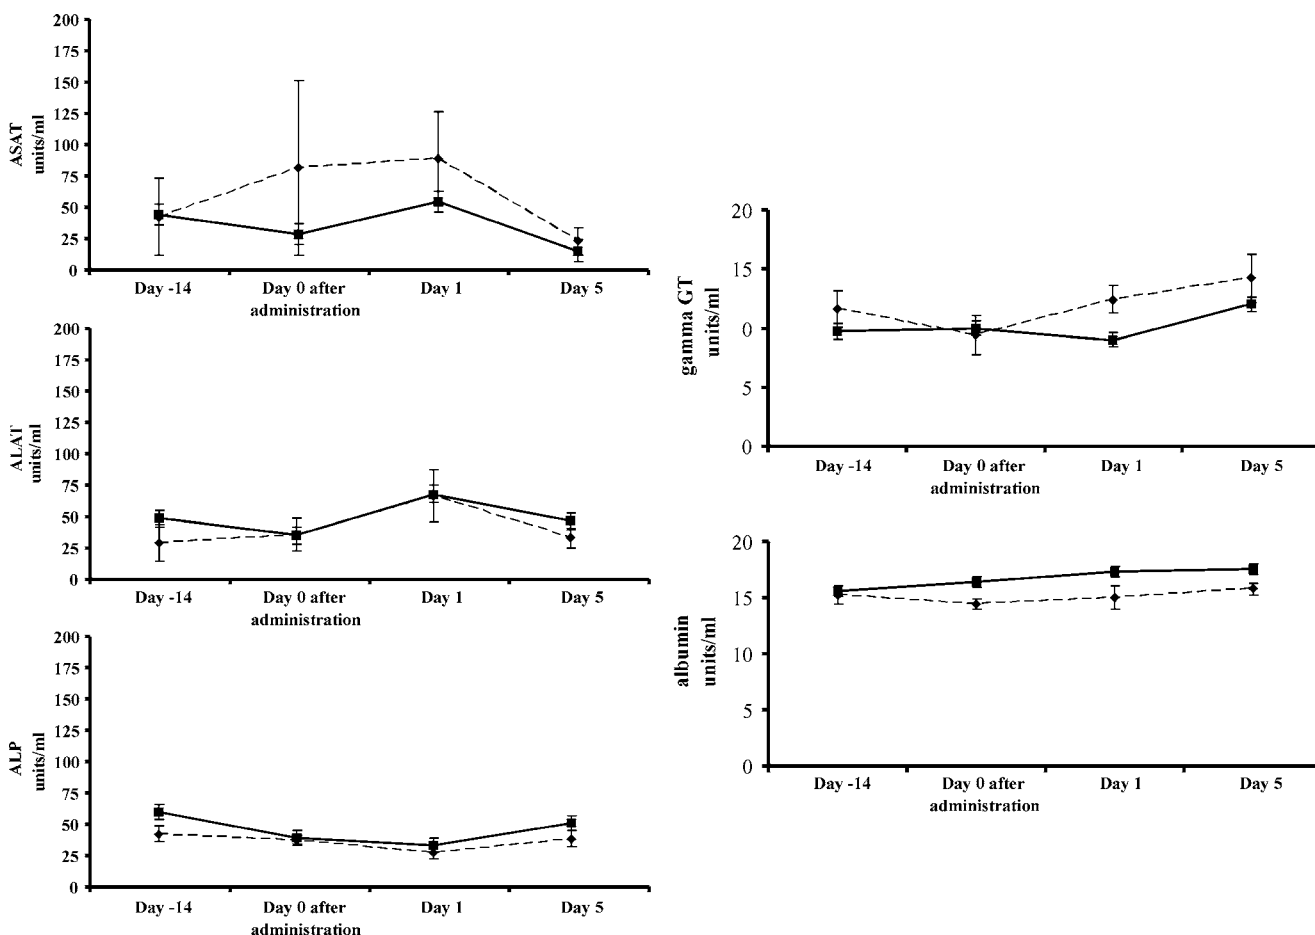 200
175
150
125
100
75
50
25
0
ASAT
units/ml
Day -14
Day 0 after
administration
Day 1
Day 5
200
175
150
125
100
75
50
25
0
ALAT
units/ml
Day -14
Day 0 after
administration
Day 1
Day 5
200
175
150
125
100
75
50
25
0
ALP
units/ml
Day -14
Day 0 after
administration
Day 1
Day 5
20
15
0
5
0
gamma GT
units/ml
Day -14
Day 0 after
administration
Day 1
Day 5
20
15
10
5
0
albumin
units/ml
Day -14
Day 0 after
administration
Day 1
Day 5